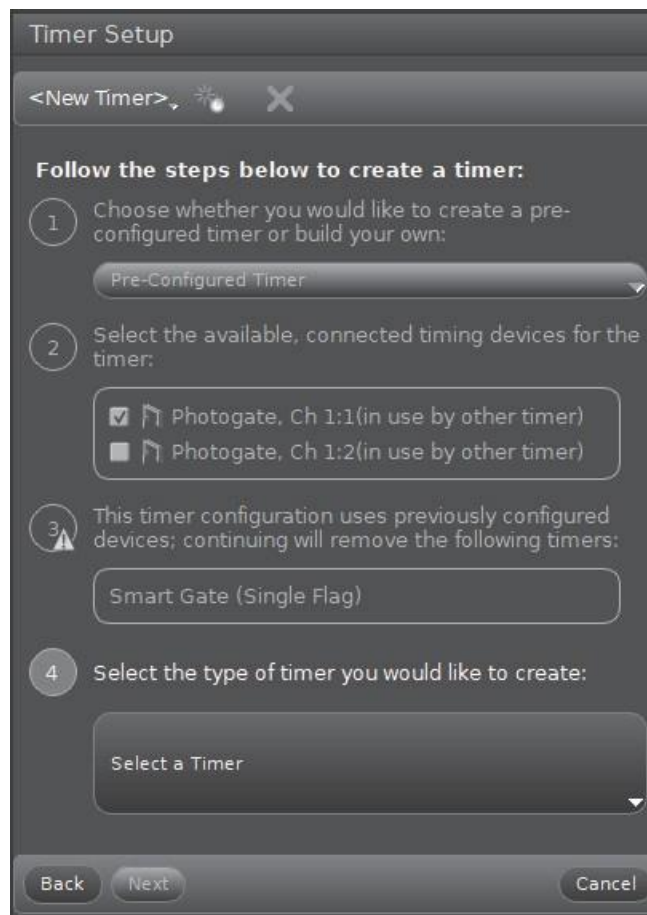 Timer Setup
<New Timer>
Follow the steps below to create a timer:
1
Choose whether you would like to create a pre-
configured timer or build your own:
Pre-Configured Timer
2
Select the available, connected timing devices for the
timer:
Photogate, Ch 1:1(in use by other timer)
Photogate, Ch 1:2(in use by other timer)
3
This timer configuration uses previously configured
devices; continuing will remove the following timers:
Smart Gate (Single Flag)
4
Select the type of timer you would like to create:
Select a Timer
Back Next Cancel